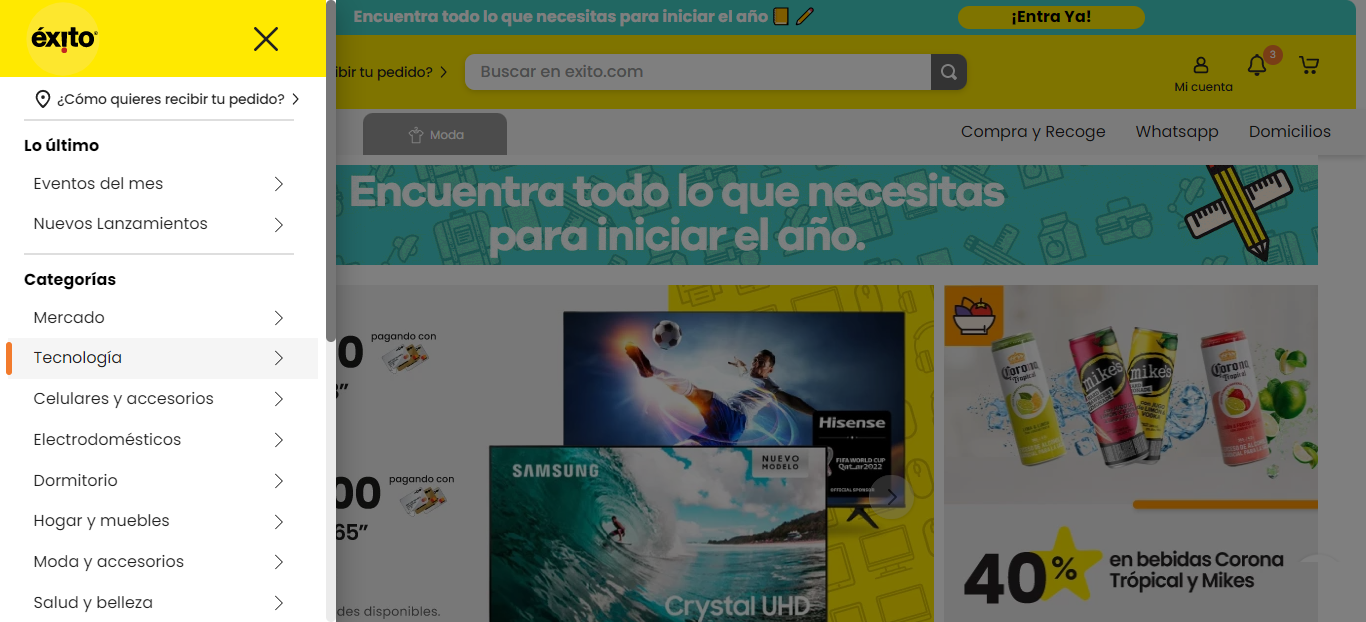 éxito
¿Cómo quieres recibir tu pedido?
Lo último
Eventos del mes
Nuevos Lanzamientos
Categorías
Mercado
Tecnología
Celulares y accesorios
Electrodomésticos
Dormitorio
Hogar y muebles
Moda y accesorios
Salud y belleza
Encuentra todo lo que necesitas para iniciar el año
¡Entra Ya!
ibir tu pedido?
Buscar en exito.com
Mi cuenta
3
Moda
Compra y Recoge
Whatsapp
Domicilios
Encuentra todo lo que necesitas
para iniciar el año.
0
pagando con
00
pagando con
65”
des disponibles.
Hisense
FIFA WORLD CUP
Qatar2022
OFFICIAL SPONSOR
SAMSUNG
NUEVO
MODELO
Crystal UHD
Corona
Tropical
mike's
mike's
Corona
Tropical
40%
en bebidas Corona
Trópical y Mikes